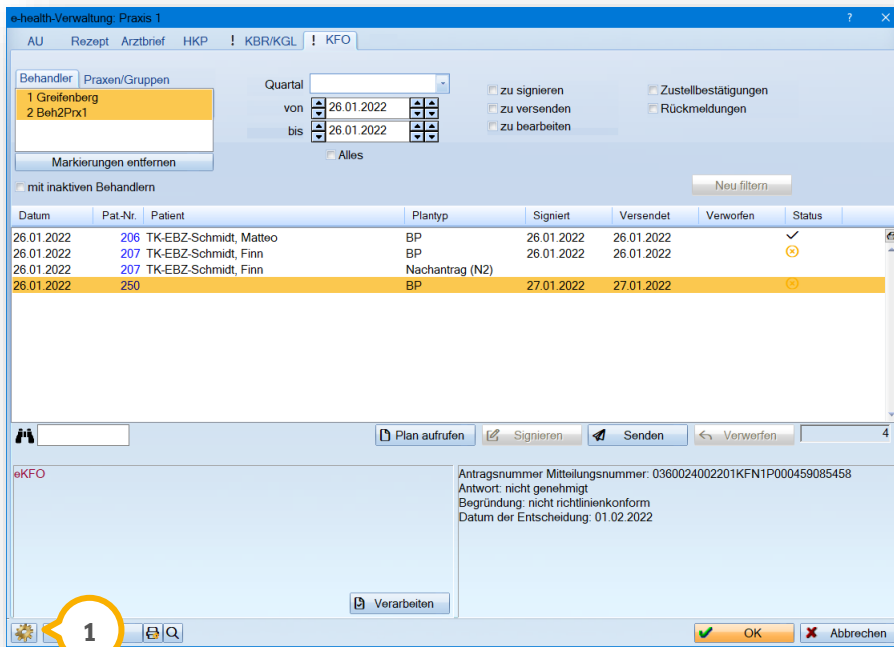 e-health-Verwaltung: Praxis 1 ?
AU Rezept Arztbrief HKP ! KBR/KGL ! KFO
Behandler Praxen/Gruppen
1 Greifenberg
2 Beh2Prx1
Markierungen entfernen
mit inaktiven Behandlern
Quartal
von 26.01.2022
bis 26.01.2022
Alles
zu signieren
zu versenden
zu bearbeiten
Zustellbestätigungen
Rückmeldungen
Neu filtern
Datum Pat-Nr. Patient Plantyp Signiert Versendet Verworfen Status
26.01.2022 206 TK-EBZ-Schmidt, Matteo BP 26.01.2022 26.01.2022
26.01.2022 207 TK-EBZ-Schmidt, Finn BP 26.01.2022 26.01.2022
26.01.2022 207 TK-EBZ-Schmidt, Finn Nachantrag (N2)
26.01.2022 250 BP 27.01.2022 27.01.2022
Plan aufrufen Signieren Senden Verwerfen 4
eKFO
Verarbeiten
Antragsnummer Mitteilungsnummer: 0360024002201KFN1P000459085458
Antwort: nicht genehmigt
Begründung: nicht richtlinienkonform
Datum der Entscheidung: 01.02.2022
1
OK Abbrechen